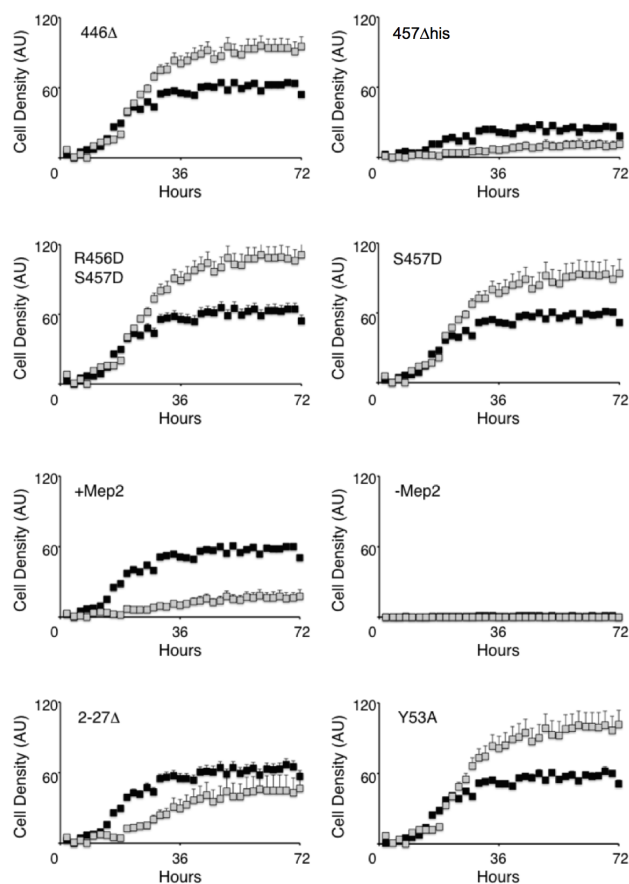 120
446Δ
60
Cell Density (AU)
0
36
72
Hours
120
457Δhis
60
Cell Density (AU)
0
36
72
Hours
120
R456D
S457D
60
Cell Density (AU)
0
36
72
Hours
120
S457D
60
Cell Density (AU)
0
36
72
Hours
120
+Mep2
60
Cell Density (AU)
0
36
72
Hours
120
-Mep2
60
Cell Density (AU)
0
36
72
Hours
120
2-27Δ
60
Cell Density (AU)
0
36
72
Hours
120
Y53A
60
Cell Density (AU)
0
36
72
Hours